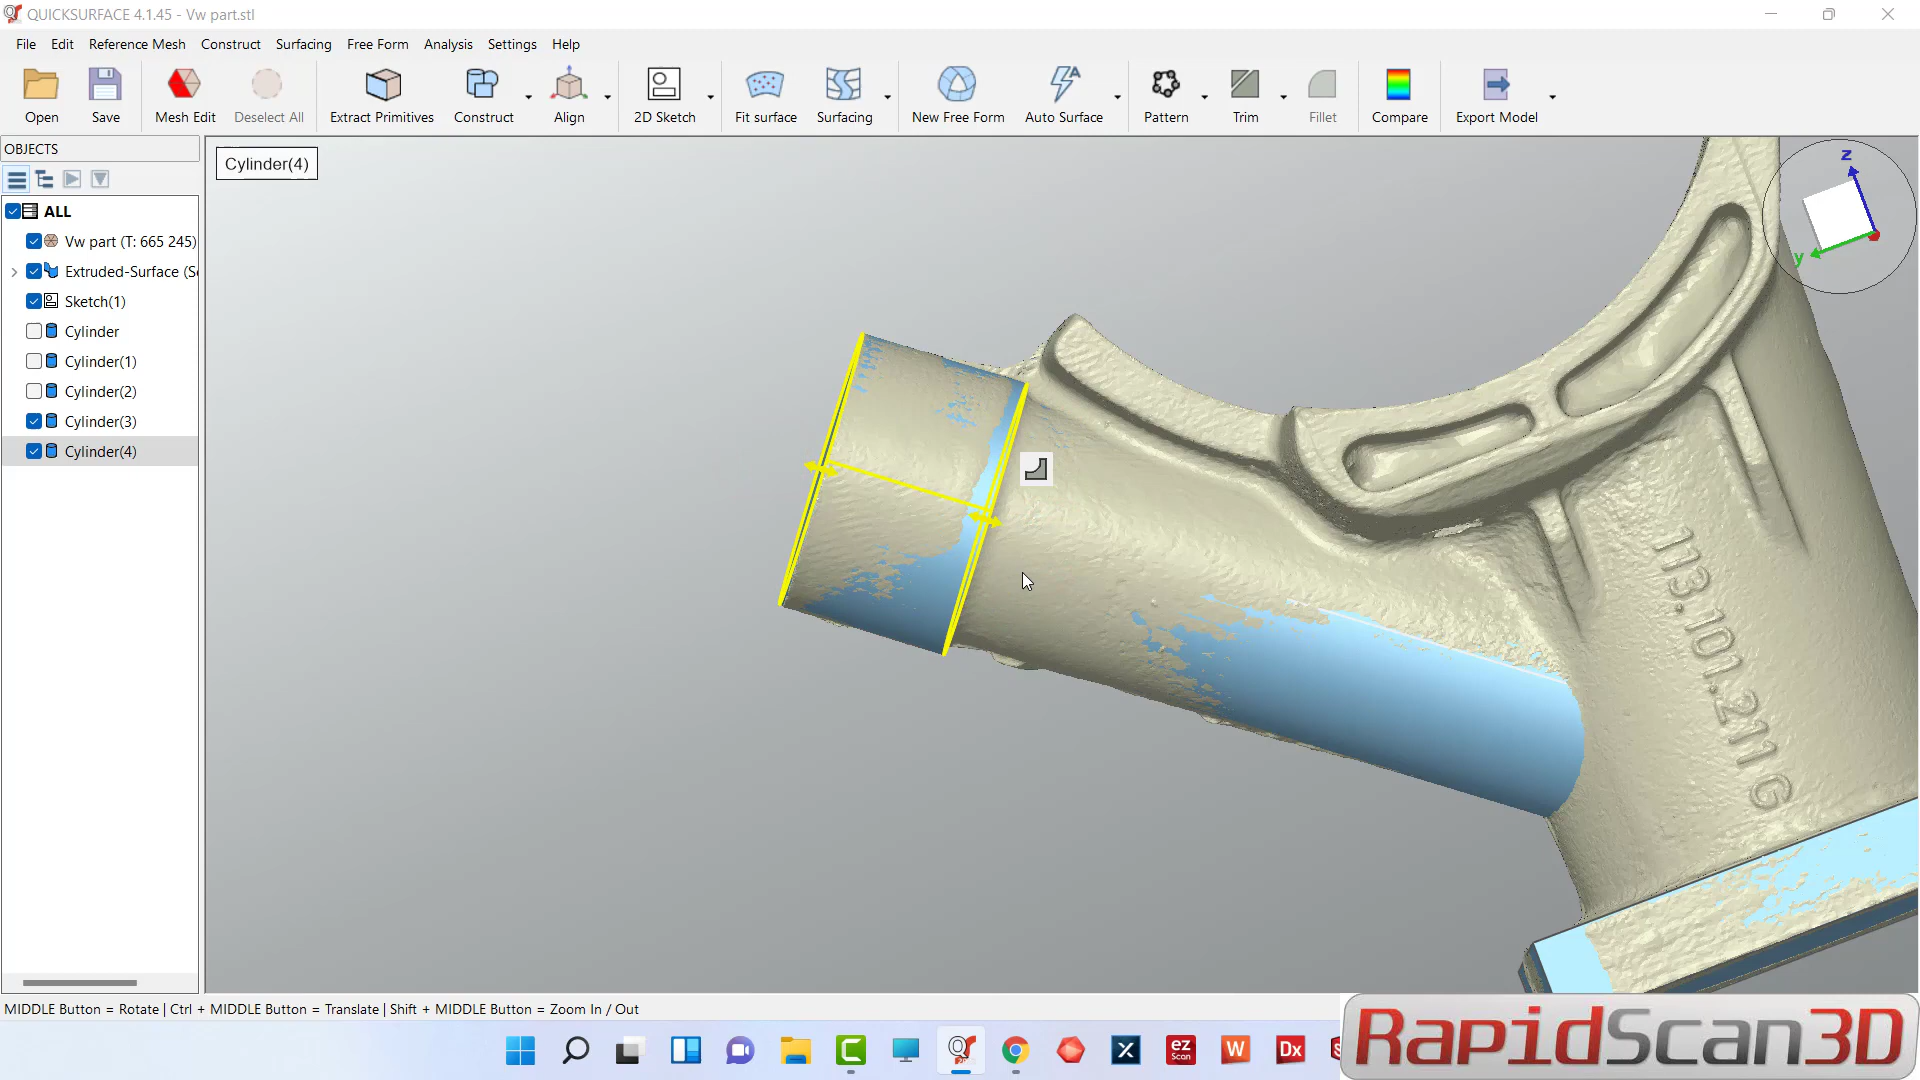 QUICKSURFACE 4.1.45 - Vw part.stl
File Edit Reference Mesh Construct Surfacing Free Form Analysis Settings Help
Open Save Mesh Edit Deselect All Extract Primitives Construct Align 2D Sketch Fit surface Surfacing New Free Form Auto Surface Pattern Trim Fillet Compare Export Model
OBJECTS
Cylinder(4)
ALL
Vw part (T: 665 245)
Extruded-Surface (S
Sketch(1)
Cylinder
Cylinder(1)
Cylinder(2)
Cylinder(3)
Cylinder(4)
z
y
113.101.211 G
MIDDLE Button = Rotate | Ctrl + MIDDLE Button = Translate | Shift + MIDDLE Button = Zoom In / Out
X
ez
Scan
W
Dx
RapidScan3D